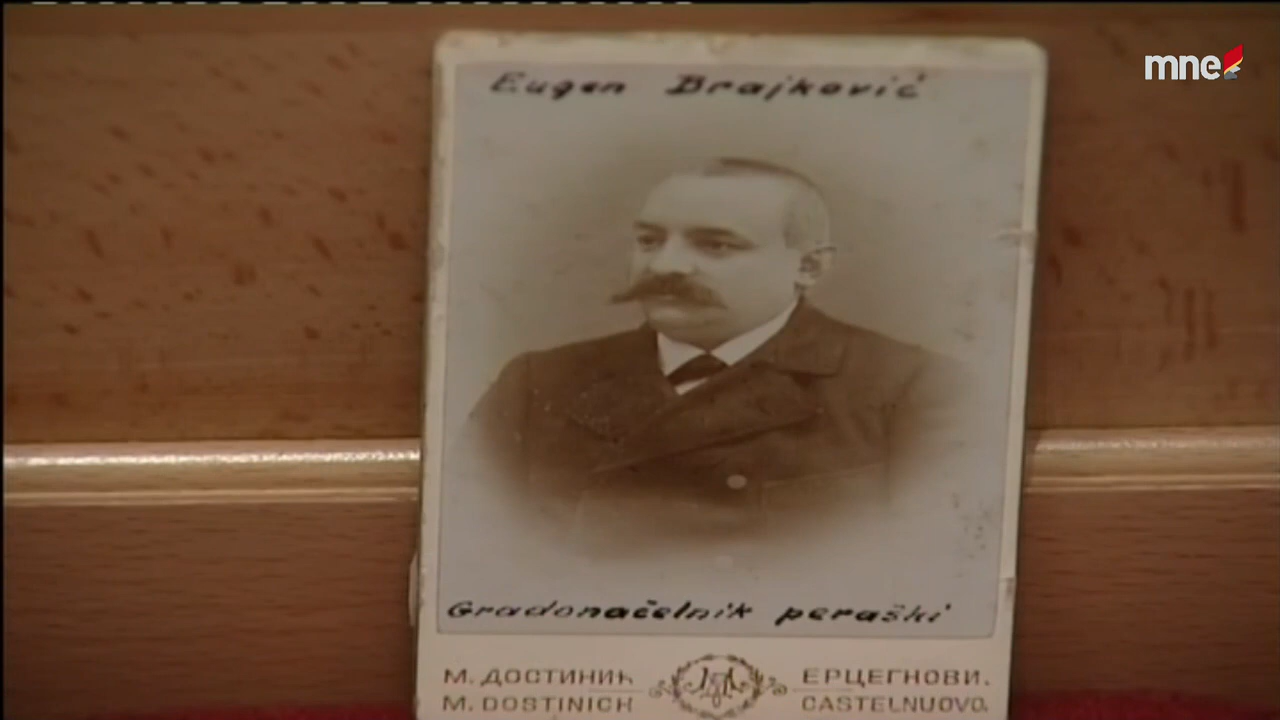 mne
Eugen Brajković
Gradonačelnik peraški
М. ДОСТИНИЋ ЕРЦЕГНОВИ.
M. DOSTINICH CASTELNUOVO.